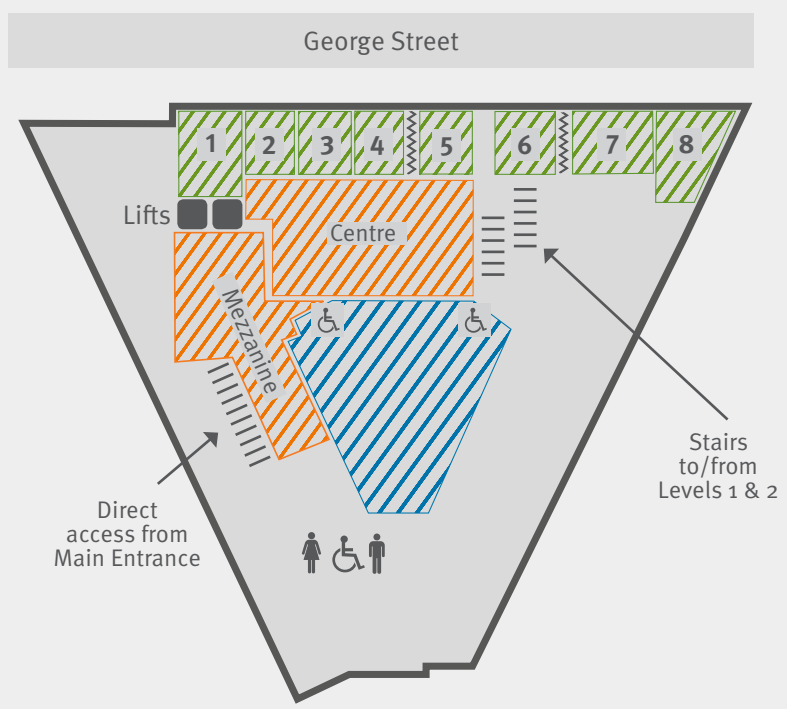 George Street
1 2 3 4 5 6 7 8
Lifts
Centre
Mezzanine
Stairs
to/from
Levels 1 & 2
Direct
access from
Main Entrance